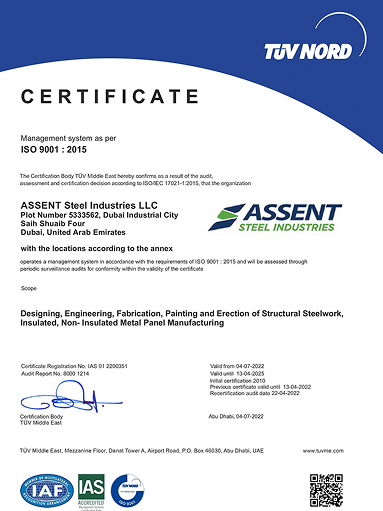 TÜV NORD
CERTIFICATE
Management system as per
ISO 9001 : 2015
The Certification Body TÜV Middle East hereby confirms as a result of the audit,
assessment and certification decision according to ISO/IEC 17021-1:2015, that the organization
ASSENT Steel Industries LLC
Plot Number 5333562, Dubai Industrial City
Saih Shuaib Four
Dubai, United Arab Emirates
ASSENT
STEEL INDUSTRIES
with the locations according to the annex
operates a management system in accordance with the requirements of ISO 9001 : 2015 and will be assessed through
periodic surveillance audits for conformity within the validity of the certificate
Scope
Designing, Engineering, Fabrication, Painting and Erection of Structural Steelwork,
Insulated, Non- Insulated Metal Panel Manufacturing
Certificate Registration No. IAS 01 2200351
Audit Report No. 8000 1214
Valid from 04-07-2022
Valid until 13-04-2025
Initial certification 2010
Previous certificate valid until 13-04-2022
Recertification audit date 22-04-2022
Certification Body
TÜV Middle East
Abu Dhabi, 04-07-2022
TÜV Middle East, Mezzanine Floor, Danat Tower A, Airport Road, P.O. Box 46030, Abu Dhabi, UAE
www.tuvme.com
IAF
IAS
ACCREDITED
TÜV NORD